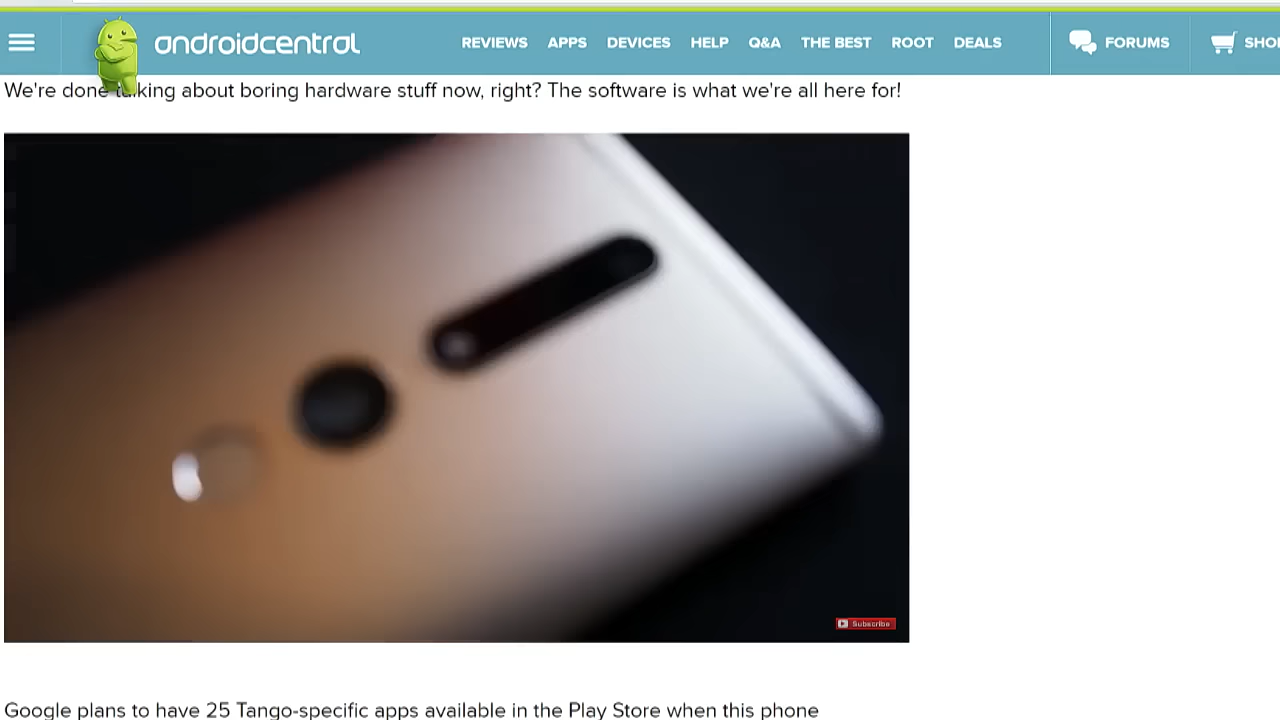 androidcentral REVIEWS APPS DEVICES HELP Q&A THE BEST ROOT DEALS FORUMS SHO
We're done talking about boring hardware stuff now, right? The software is what we're all here for!
Subscribe
Google plans to have 25 Tango-specific apps available in the Play Store when this phone